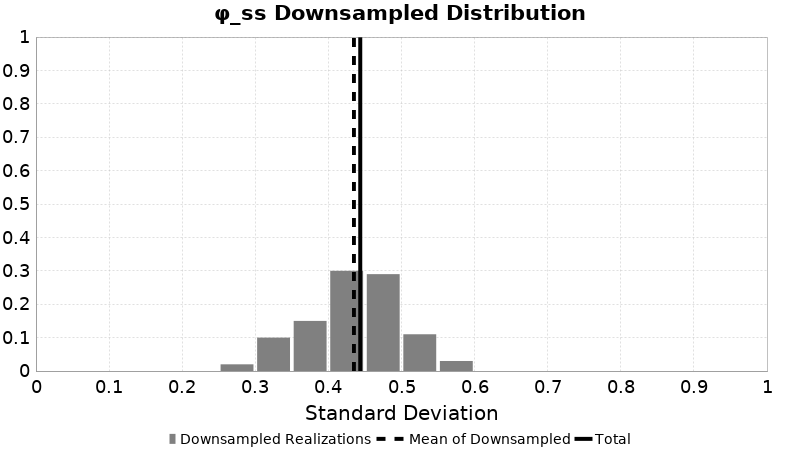 φ_ss Downsampled Distribution
1
0.9
0.8
0.7
0.6
0.5
0.4
0.3
0.2
0.1
0
0 0.1 0.2 0.3 0.4 0.5 0.6 0.7 0.8 0.9 1
Standard Deviation
Downsampled Realizations Mean of Downsampled Total